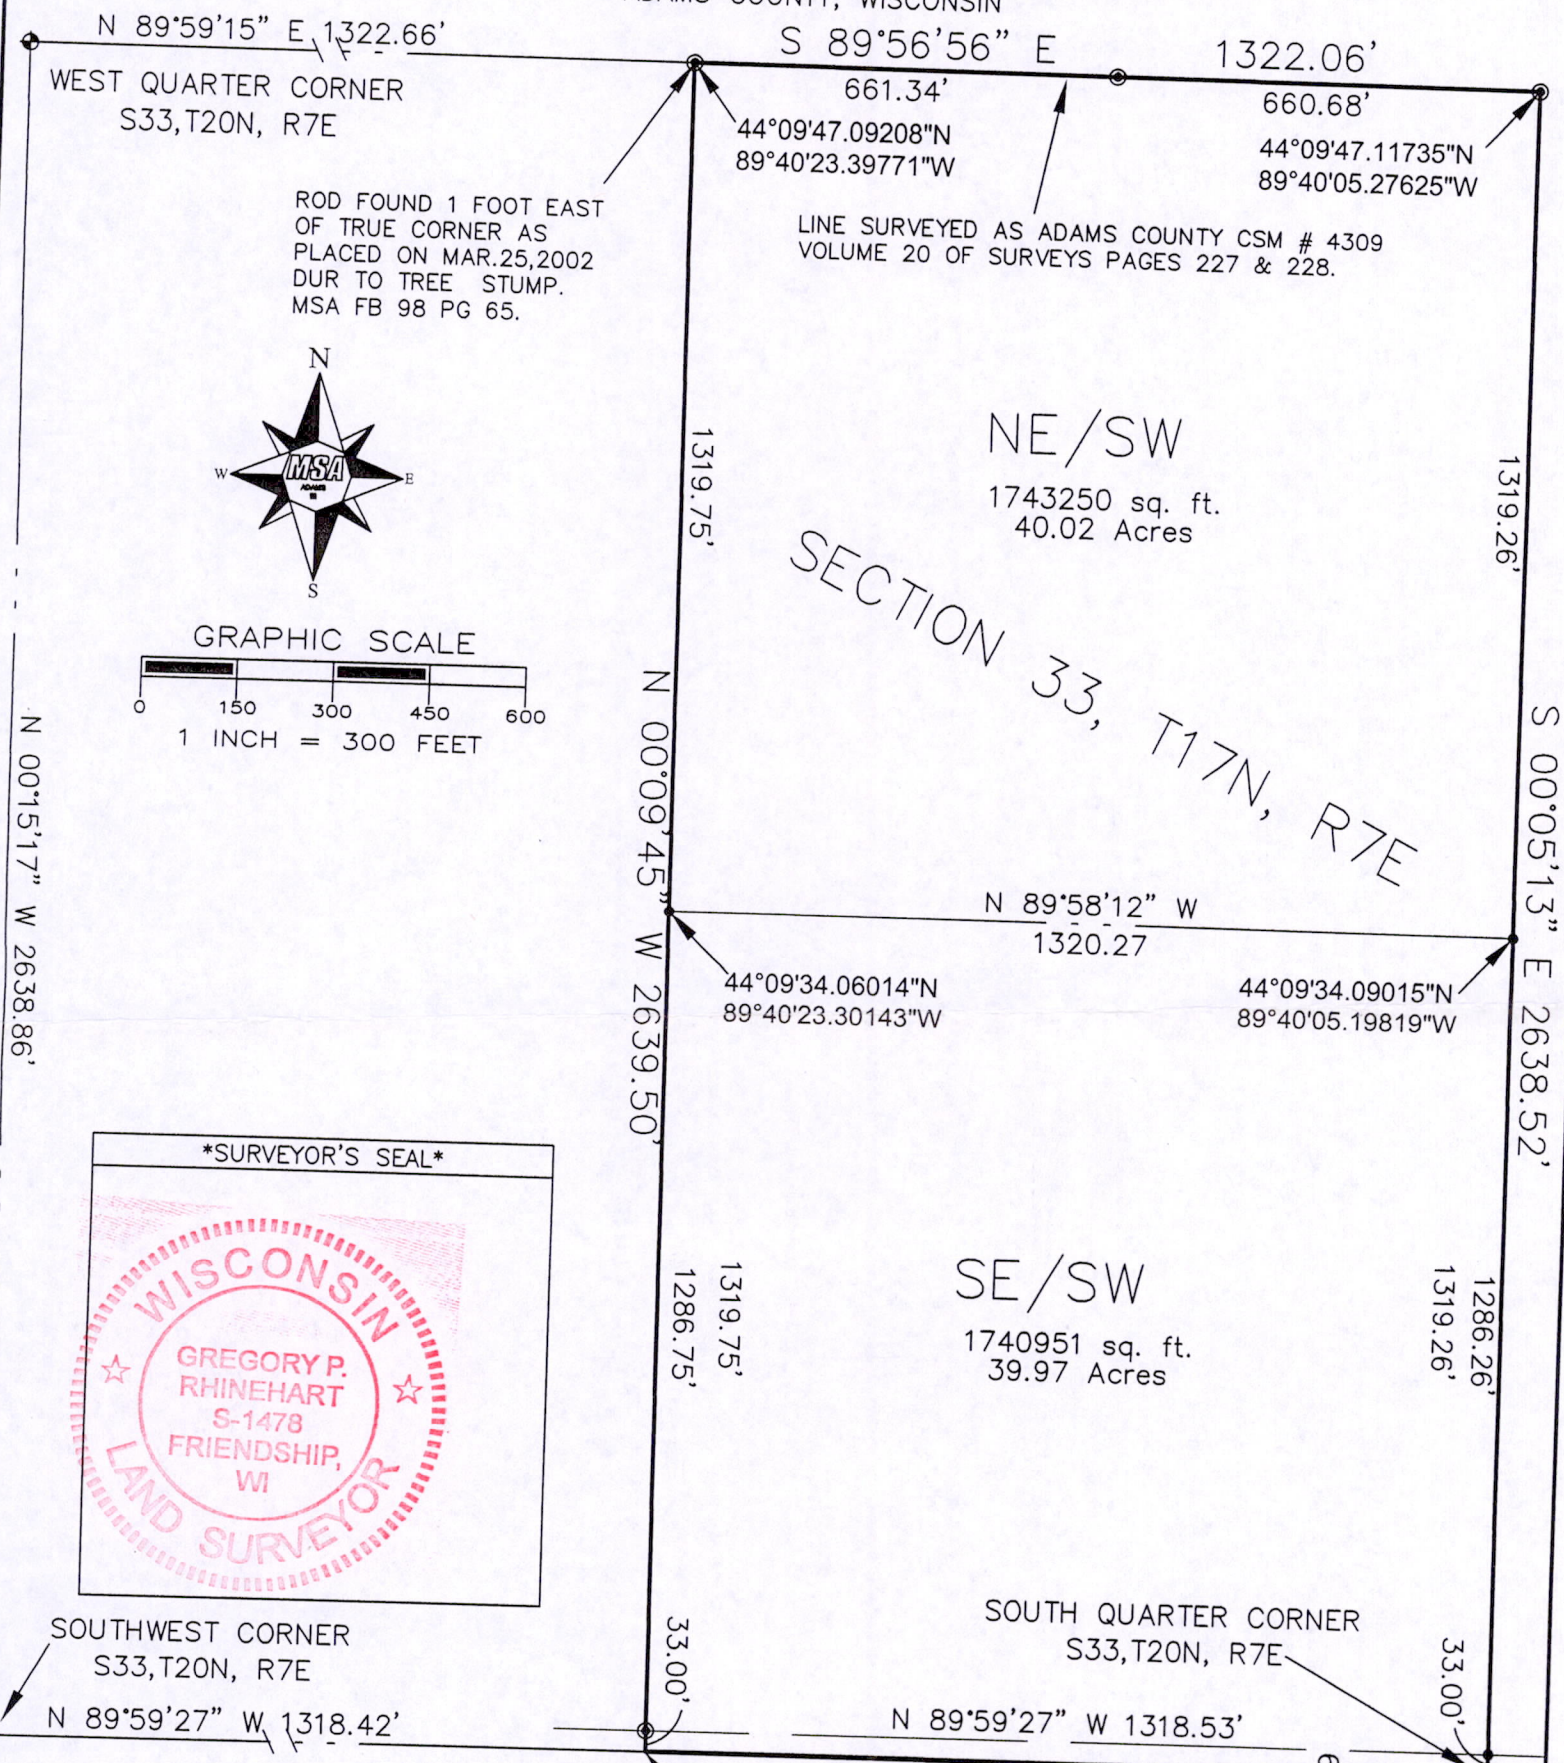 ADAMS COUNTY, WISCONSIN
N 89°59'15" E 1322.66'
S 89°56'56" E 1322.06'
661.34'
660.68'
WEST QUARTER CORNER
S33,T20N, R7E
44°09'47.09208"N
89°40'23.39771"W
44°09'47.11735"N
89°40'05.27625"W
ROD FOUND 1 FOOT EAST
OF TRUE CORNER AS
PLACED ON MAR.25,2002
DUR TO TREE STUMP.
MSA FB 98 PG 65.
LINE SURVEYED AS ADAMS COUNTY CSM # 4309
VOLUME 20 OF SURVEYS PAGES 227 & 228.
N
W
MSA
ADAMS
E
S
NE/SW
1743250 sq. ft.
40.02 Acres
1319.75'
1319.26'
SECTION 33, T17N, R7E
GRAPHIC SCALE
0 150 300 450 600
1 INCH = 300 FEET
N 00°15'17" W 2638.86'
N 00°09'45" W 2639.50'
S 00°05'13" E 2638.52'
N 89°58'12" W
1320.27
44°09'34.06014"N
89°40'23.30143"W
44°09'34.09015"N
89°40'05.19819"W
*SURVEYOR'S SEAL*
WISCONSIN
GREGORY P.
RHINEHART
S-1478
FRIENDSHIP,
WI
LAND SURVEYOR
SE/SW
1740951 sq. ft.
39.97 Acres
1286.75'
1319.75'
1319.26'
1286.26'
SOUTHWEST CORNER
S33,T20N, R7E
SOUTH QUARTER CORNER
S33,T20N, R7E
33.00'
33.00'
N 89°59'27" W 1318.42'
N 89°59'27" W 1318.53'